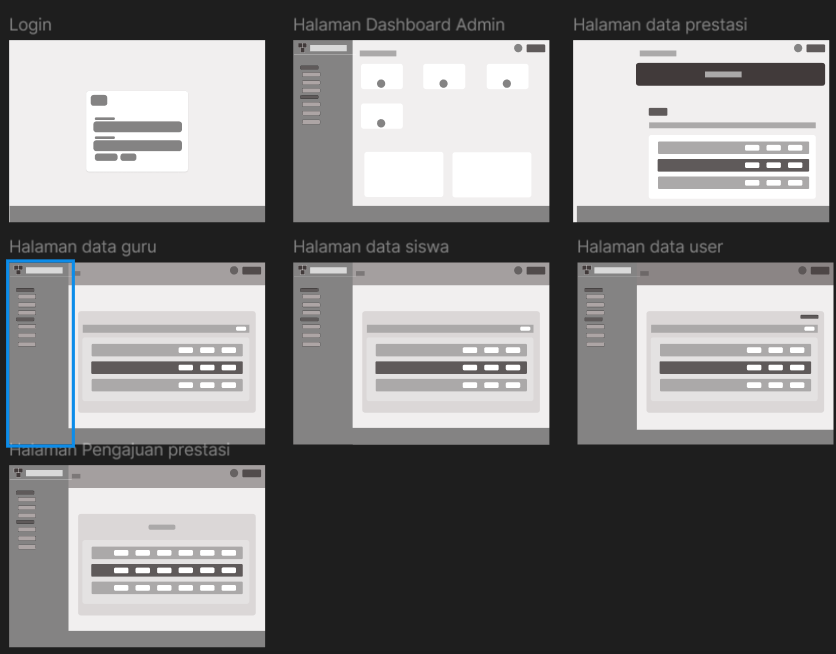 Login
Halaman Dashboard Admin
Halaman data prestasi
Halaman data guru
Halaman data siswa
Halaman data user
Halaman Pengajuan prestasi